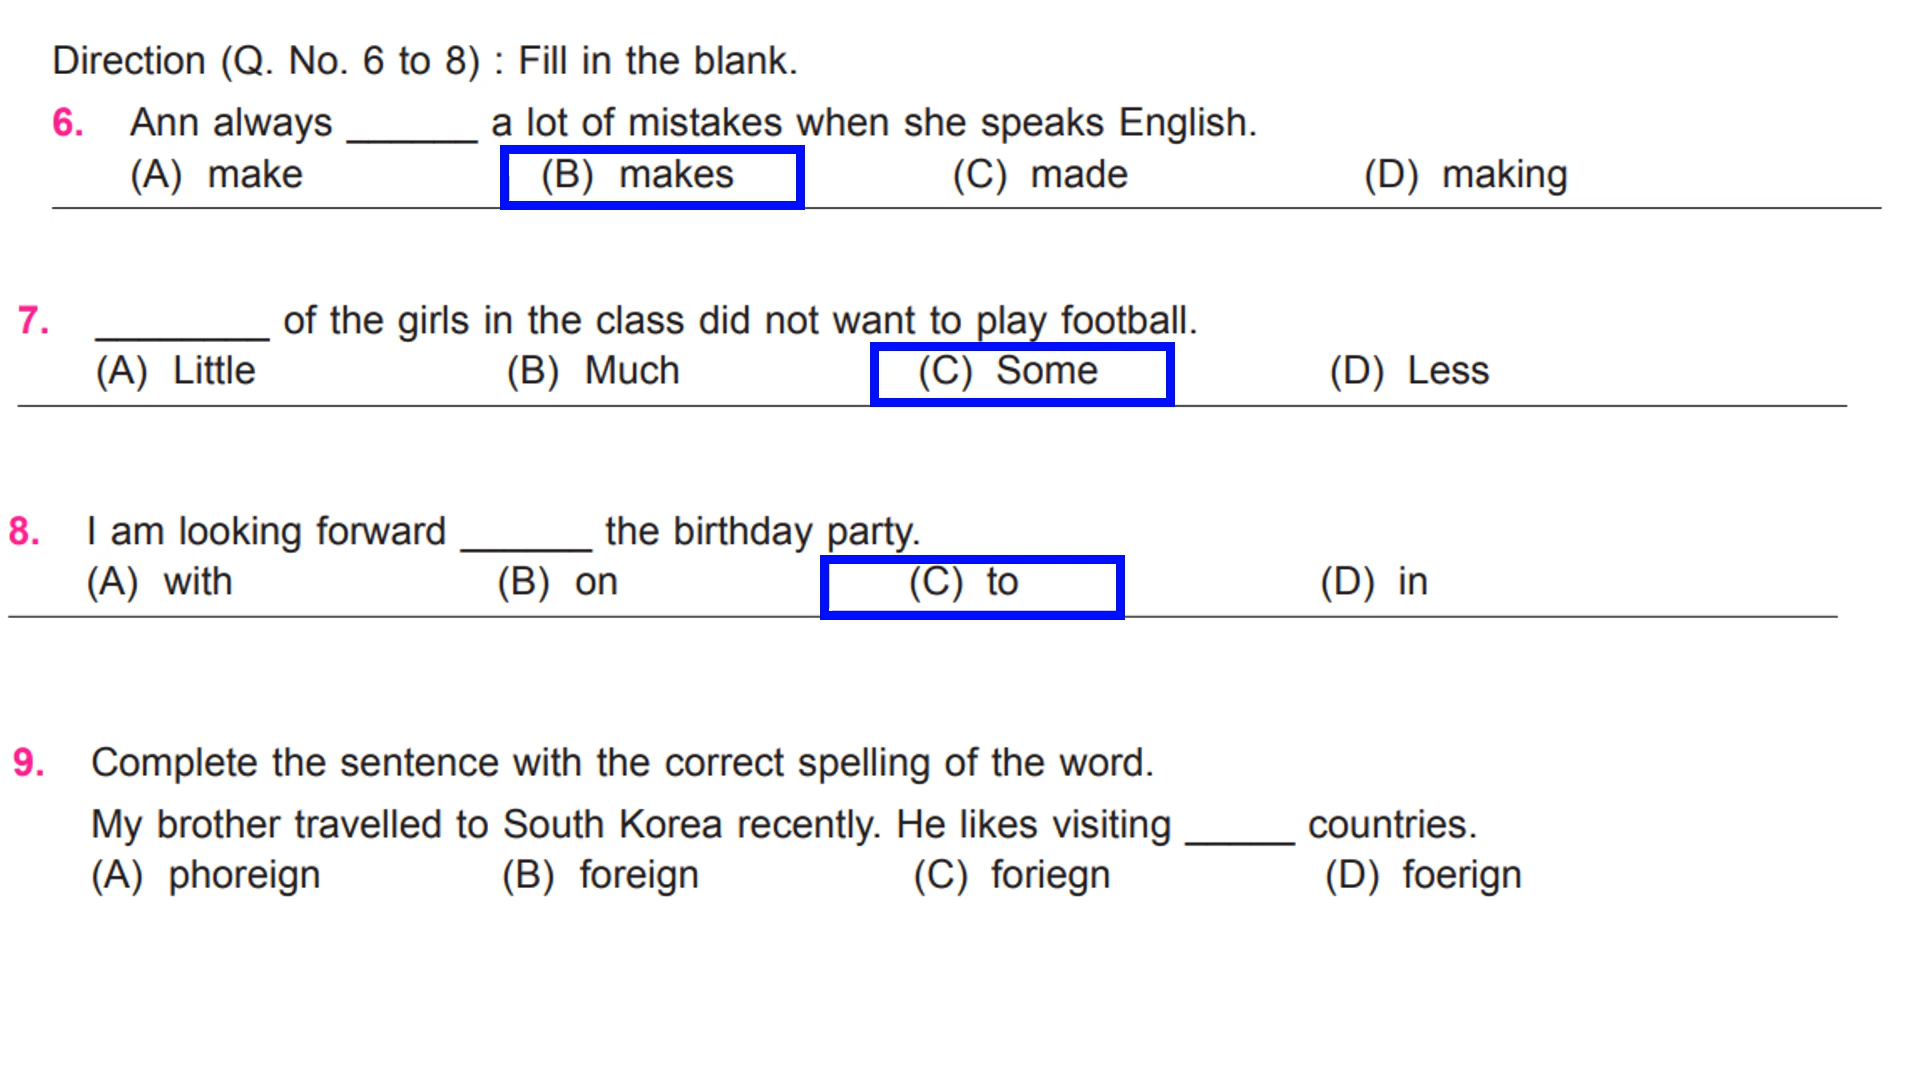 Direction (Q. No. 6 to 8) : Fill in the blank.
6. Ann always ______ a lot of mistakes when she speaks English.
(A) make (B) makes (C) made (D) making
7. ________ of the girls in the class did not want to play football.
(A) Little (B) Much (C) Some (D) Less
8. I am looking forward ______ the birthday party.
(A) with (B) on (C) to (D) in
9. Complete the sentence with the correct spelling of the word.
My brother travelled to South Korea recently. He likes visiting _____ countries.
(A) phoreign (B) foreign (C) foriegn (D) foerign